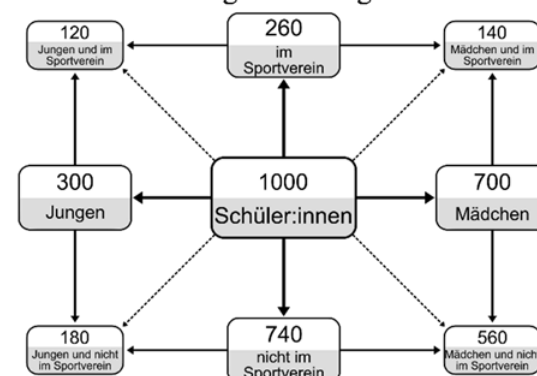 120
Jungen und im
Sportverein
260
im
Sportverein
140
Mädchen und im
Sportverein
300
Jungen
1000
Schüler:innen
700
Mädchen
180
Jungen und nicht
im Sportverein
740
nicht im
Sportverein
560
Mädchen und nicht
im Sportverein